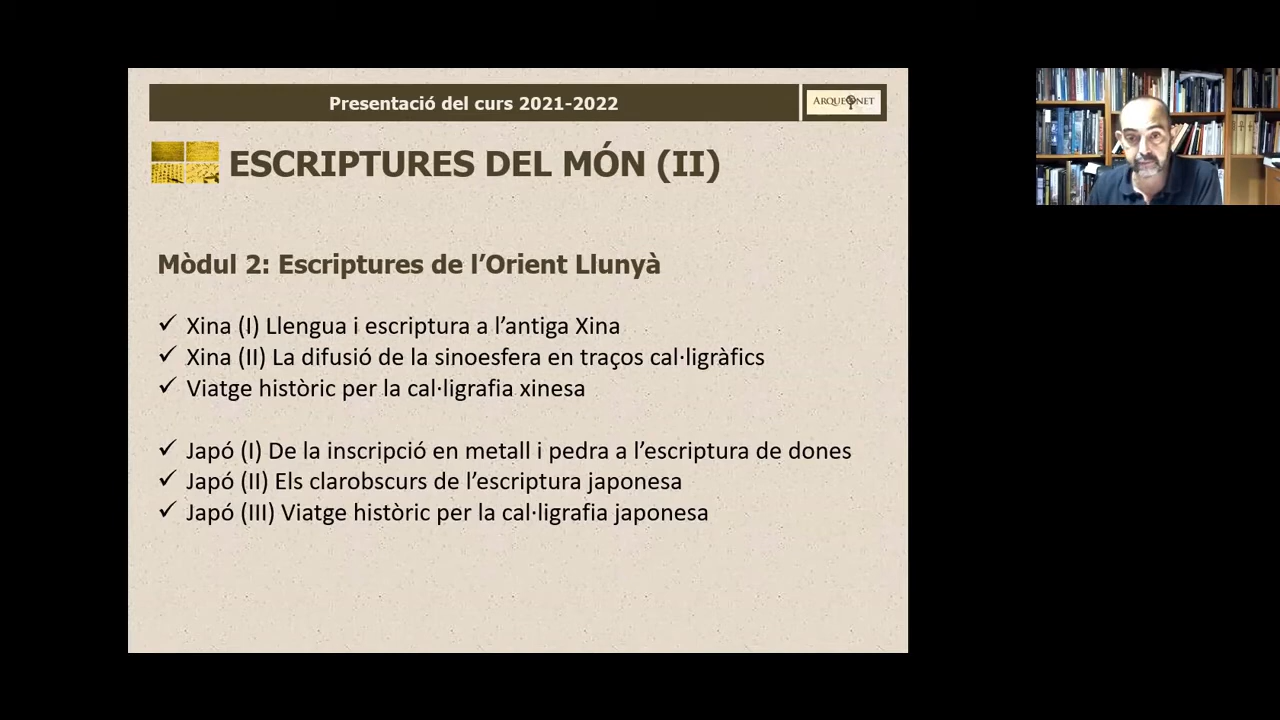 Presentació del curs 2021-2022
ARQUEONET
ESCRIPTURES DEL MÓN (II)
Mòdul 2: Escriptures de l’Orient Llunyà
✓ Xina (I) Llengua i escriptura a l’antiga Xina
✓ Xina (II) La difusió de la sinoesfera en traços cal·ligràfics
✓ Viatge històric per la cal·ligrafia xinesa
✓ Japó (I) De la inscripció en metall i pedra a l’escriptura de dones
✓ Japó (II) Els clarobscurs de l’escriptura japonesa
✓ Japó (III) Viatge històric per la cal·ligrafia japonesa